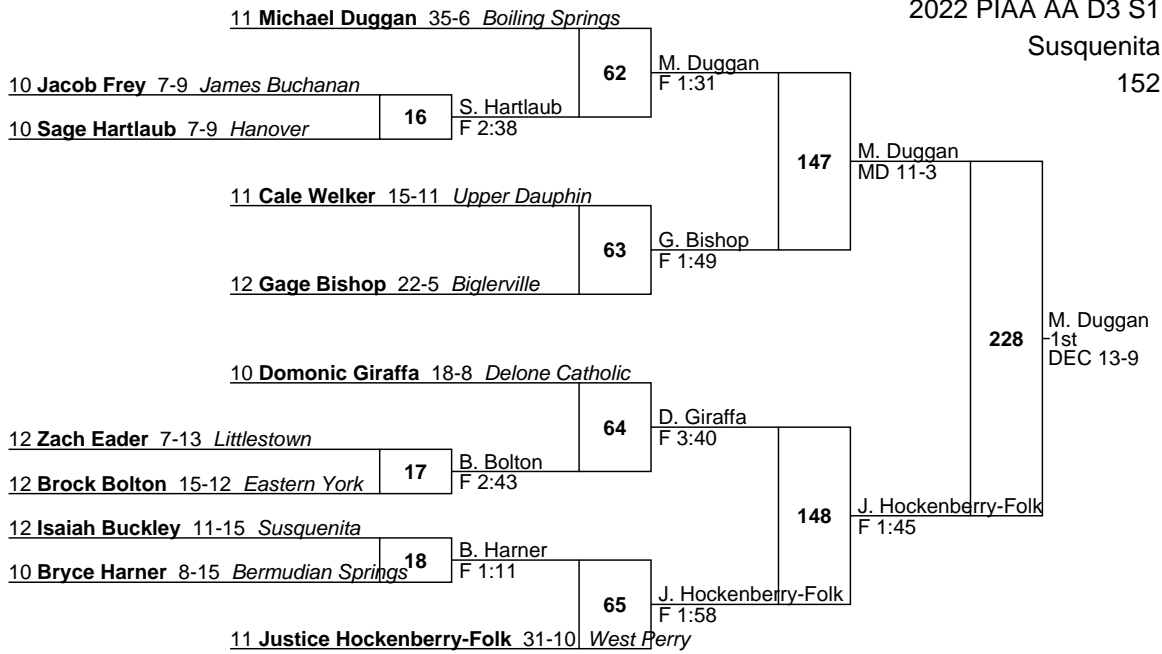 2022 PIAA AA D3 S1
Susquenita
152
11 Michael Duggan 35-6 Boiling Springs
62
M. Duggan
F 1:31
10 Jacob Frey 7-9 James Buchanan
16
S. Hartlaub
F 2:38
10 Sage Hartlaub 7-9 Hanover
147
M. Duggan
MD 11-3
11 Cale Welker 15-11 Upper Dauphin
63
G. Bishop
F 1:49
12 Gage Bishop 22-5 Biglerville
228
M. Duggan
1st
DEC 13-9
10 Domonic Giraffa 18-8 Delone Catholic
64
D. Giraffa
F 3:40
12 Zach Eader 7-13 Littlestown
17
B. Bolton
F 2:43
12 Brock Bolton 15-12 Eastern York
148
J. Hockenberry-Folk
F 1:45
12 Isaiah Buckley 11-15 Susquenita
18
B. Harner
F 1:11
10 Bryce Harner 8-15 Bermudian Springs
65
J. Hockenberry-Folk
F 1:58
11 Justice Hockenberry-Folk 31-10 West Perry